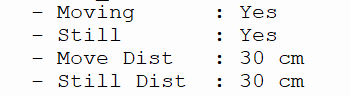 - Moving : Yes
- Still : Yes
- Move Dist : 30 cm
- Still Dist : 30 cm